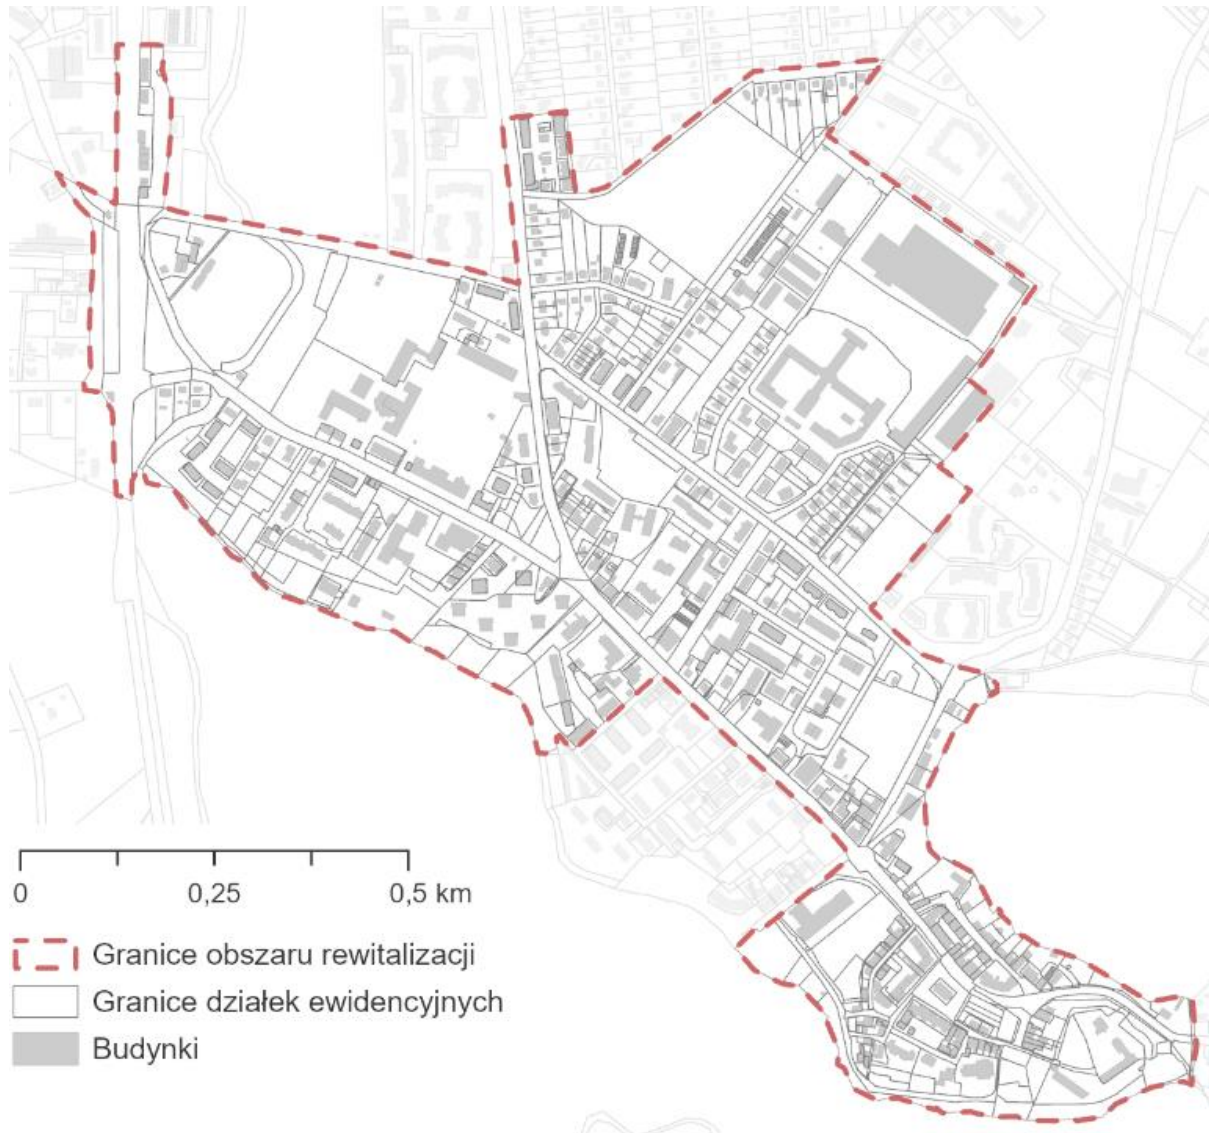 0 0,25 0,5 km
Granice obszaru rewitalizacji
Granice działek ewidencyjnych
Budynki